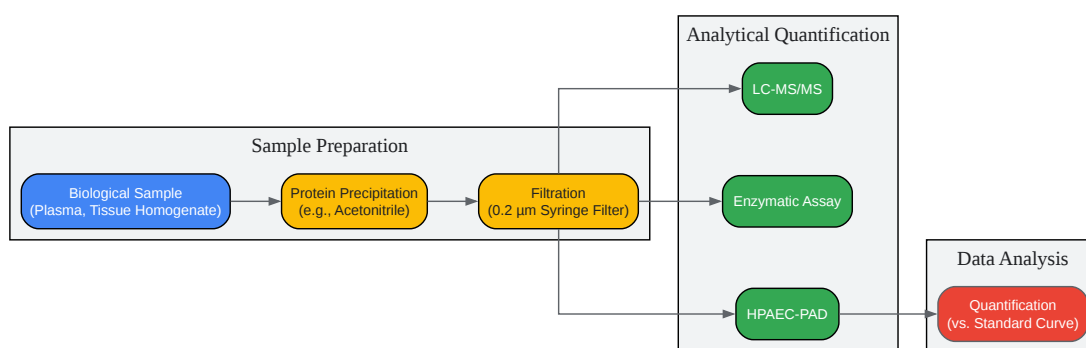 Sample Preparation
Biological Sample
(Plasma, Tissue Homogenate)
Protein Precipitation
(e.g., Acetonitrile)
Filtration
(0.2 µm Syringe Filter)
Analytical Quantification
LC-MS/MS
Enzymatic Assay
HPAEC-PAD
Data Analysis
Quantification
(vs. Standard Curve)